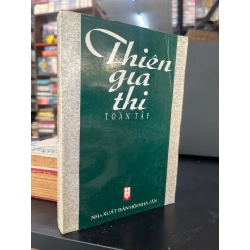 Thiên
gia
thi
TOÀN TẬP
NHÀ XUẤT BẢN HỘI NHÀ VĂN